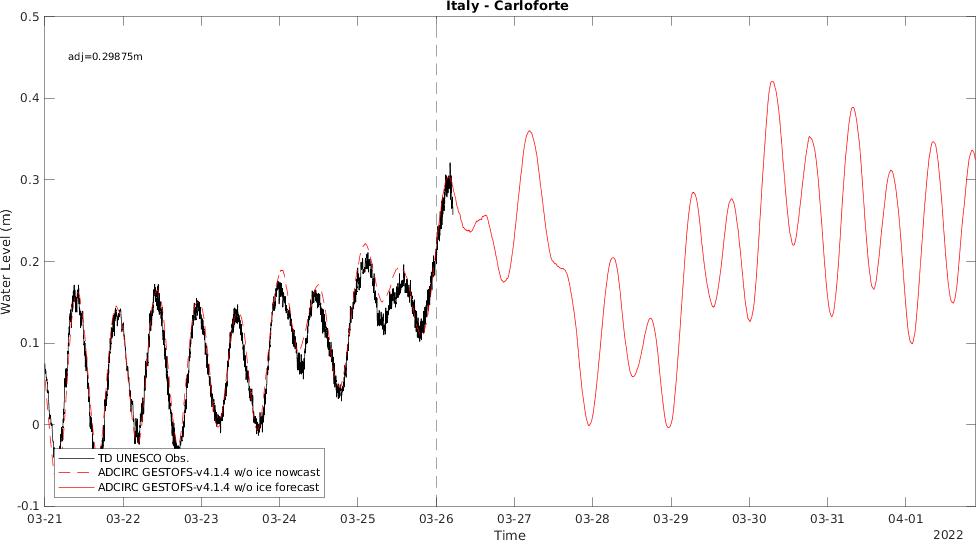 Italy - Carloforte
adj=0.29875m
Water Level (m)
0.5
0.4
0.3
0.2
0.1
0
-0.1
TD UNESCO Obs.
ADCIRC GESTOFS-v4.1.4 w/o ice nowcast
ADCIRC GESTOFS-v4.1.4 w/o ice forecast
03-21 03-22 03-23 03-24 03-25 03-26 03-27 03-28 03-29 03-30 03-31 04-01
Time
2022